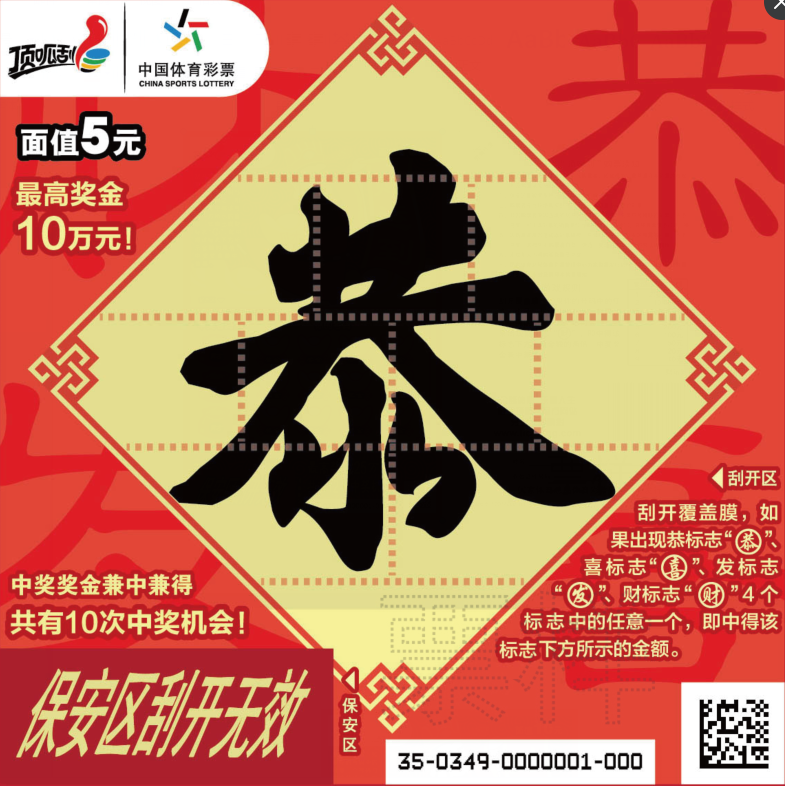 顶呱刮
中国体育彩票
CHINA SPORTS LOTTERY
面值5元
最高奖金
10万元!
恭
恭
刮开区
刮开覆盖膜,如
果出现恭标志“恭”、
喜标志“喜”、发标志
“发”、财标志“财”4个
标志中的任意一个,即中得该
标志下方所示的金额。
中奖奖金兼中兼得
共有10次中奖机会!
保安区刮开无效
保安区
票样
35-0349-0000001-000